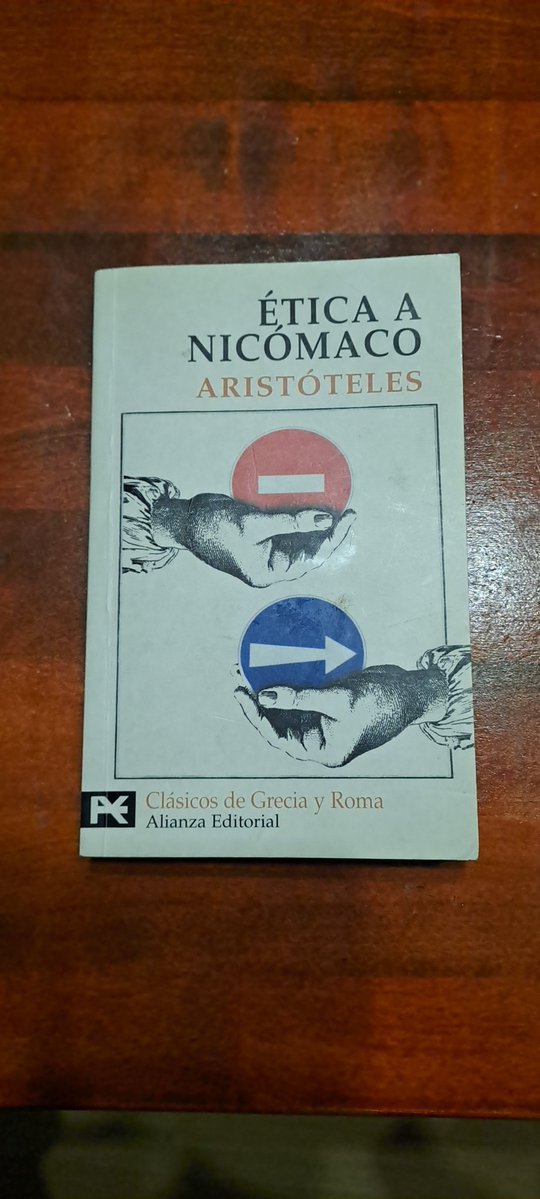 ÉTICA A
NICÓMACO
ARISTÓTELES
Clásicos de Grecia y Roma
Alianza Editorial